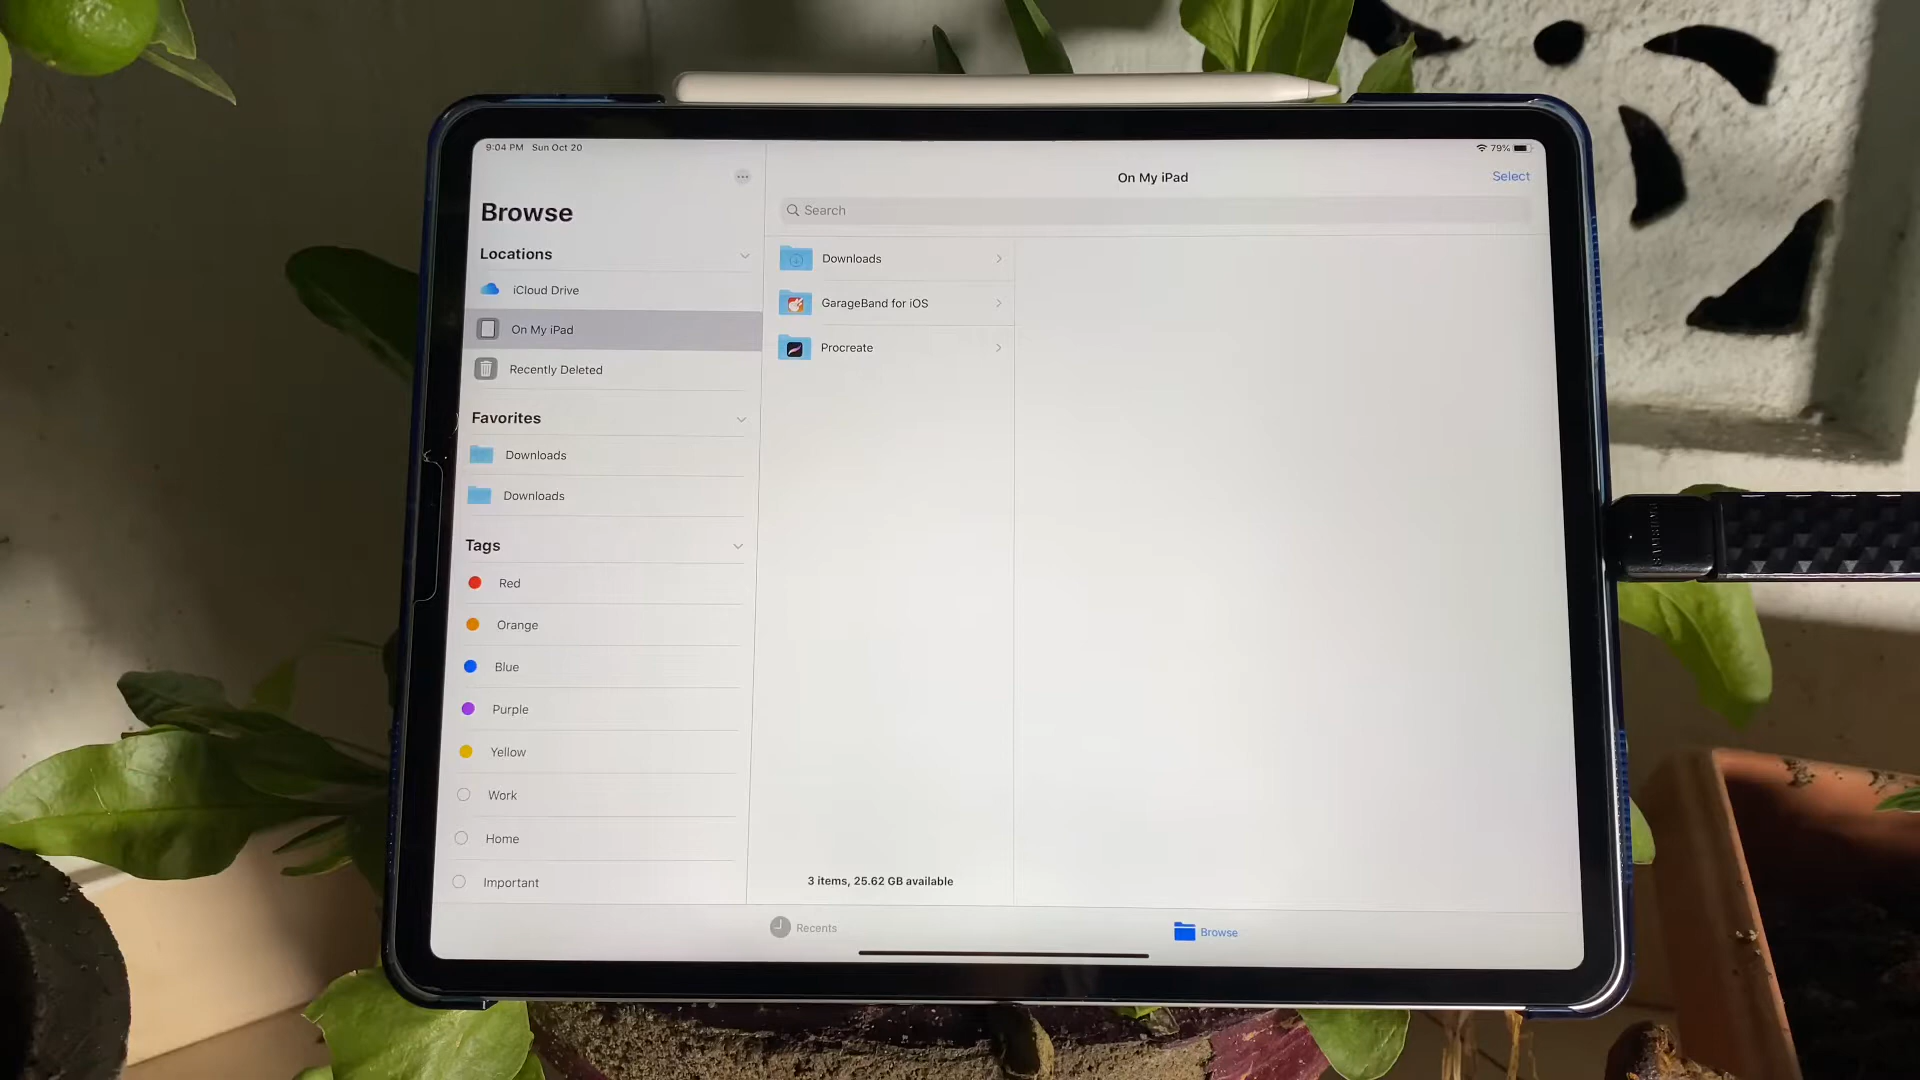 9:04 PM Sun Oct 20
79%
Browse
Locations
iCloud Drive
On My iPad
Recently Deleted
Favorites
Downloads
Downloads
Tags
Red
Orange
Blue
Purple
Yellow
Work
Home
Important
On My iPad
Select
Search
Downloads
GarageBand for iOS
Procreate
3 items, 25.62 GB available
Recents
Browse
SAMSUNG